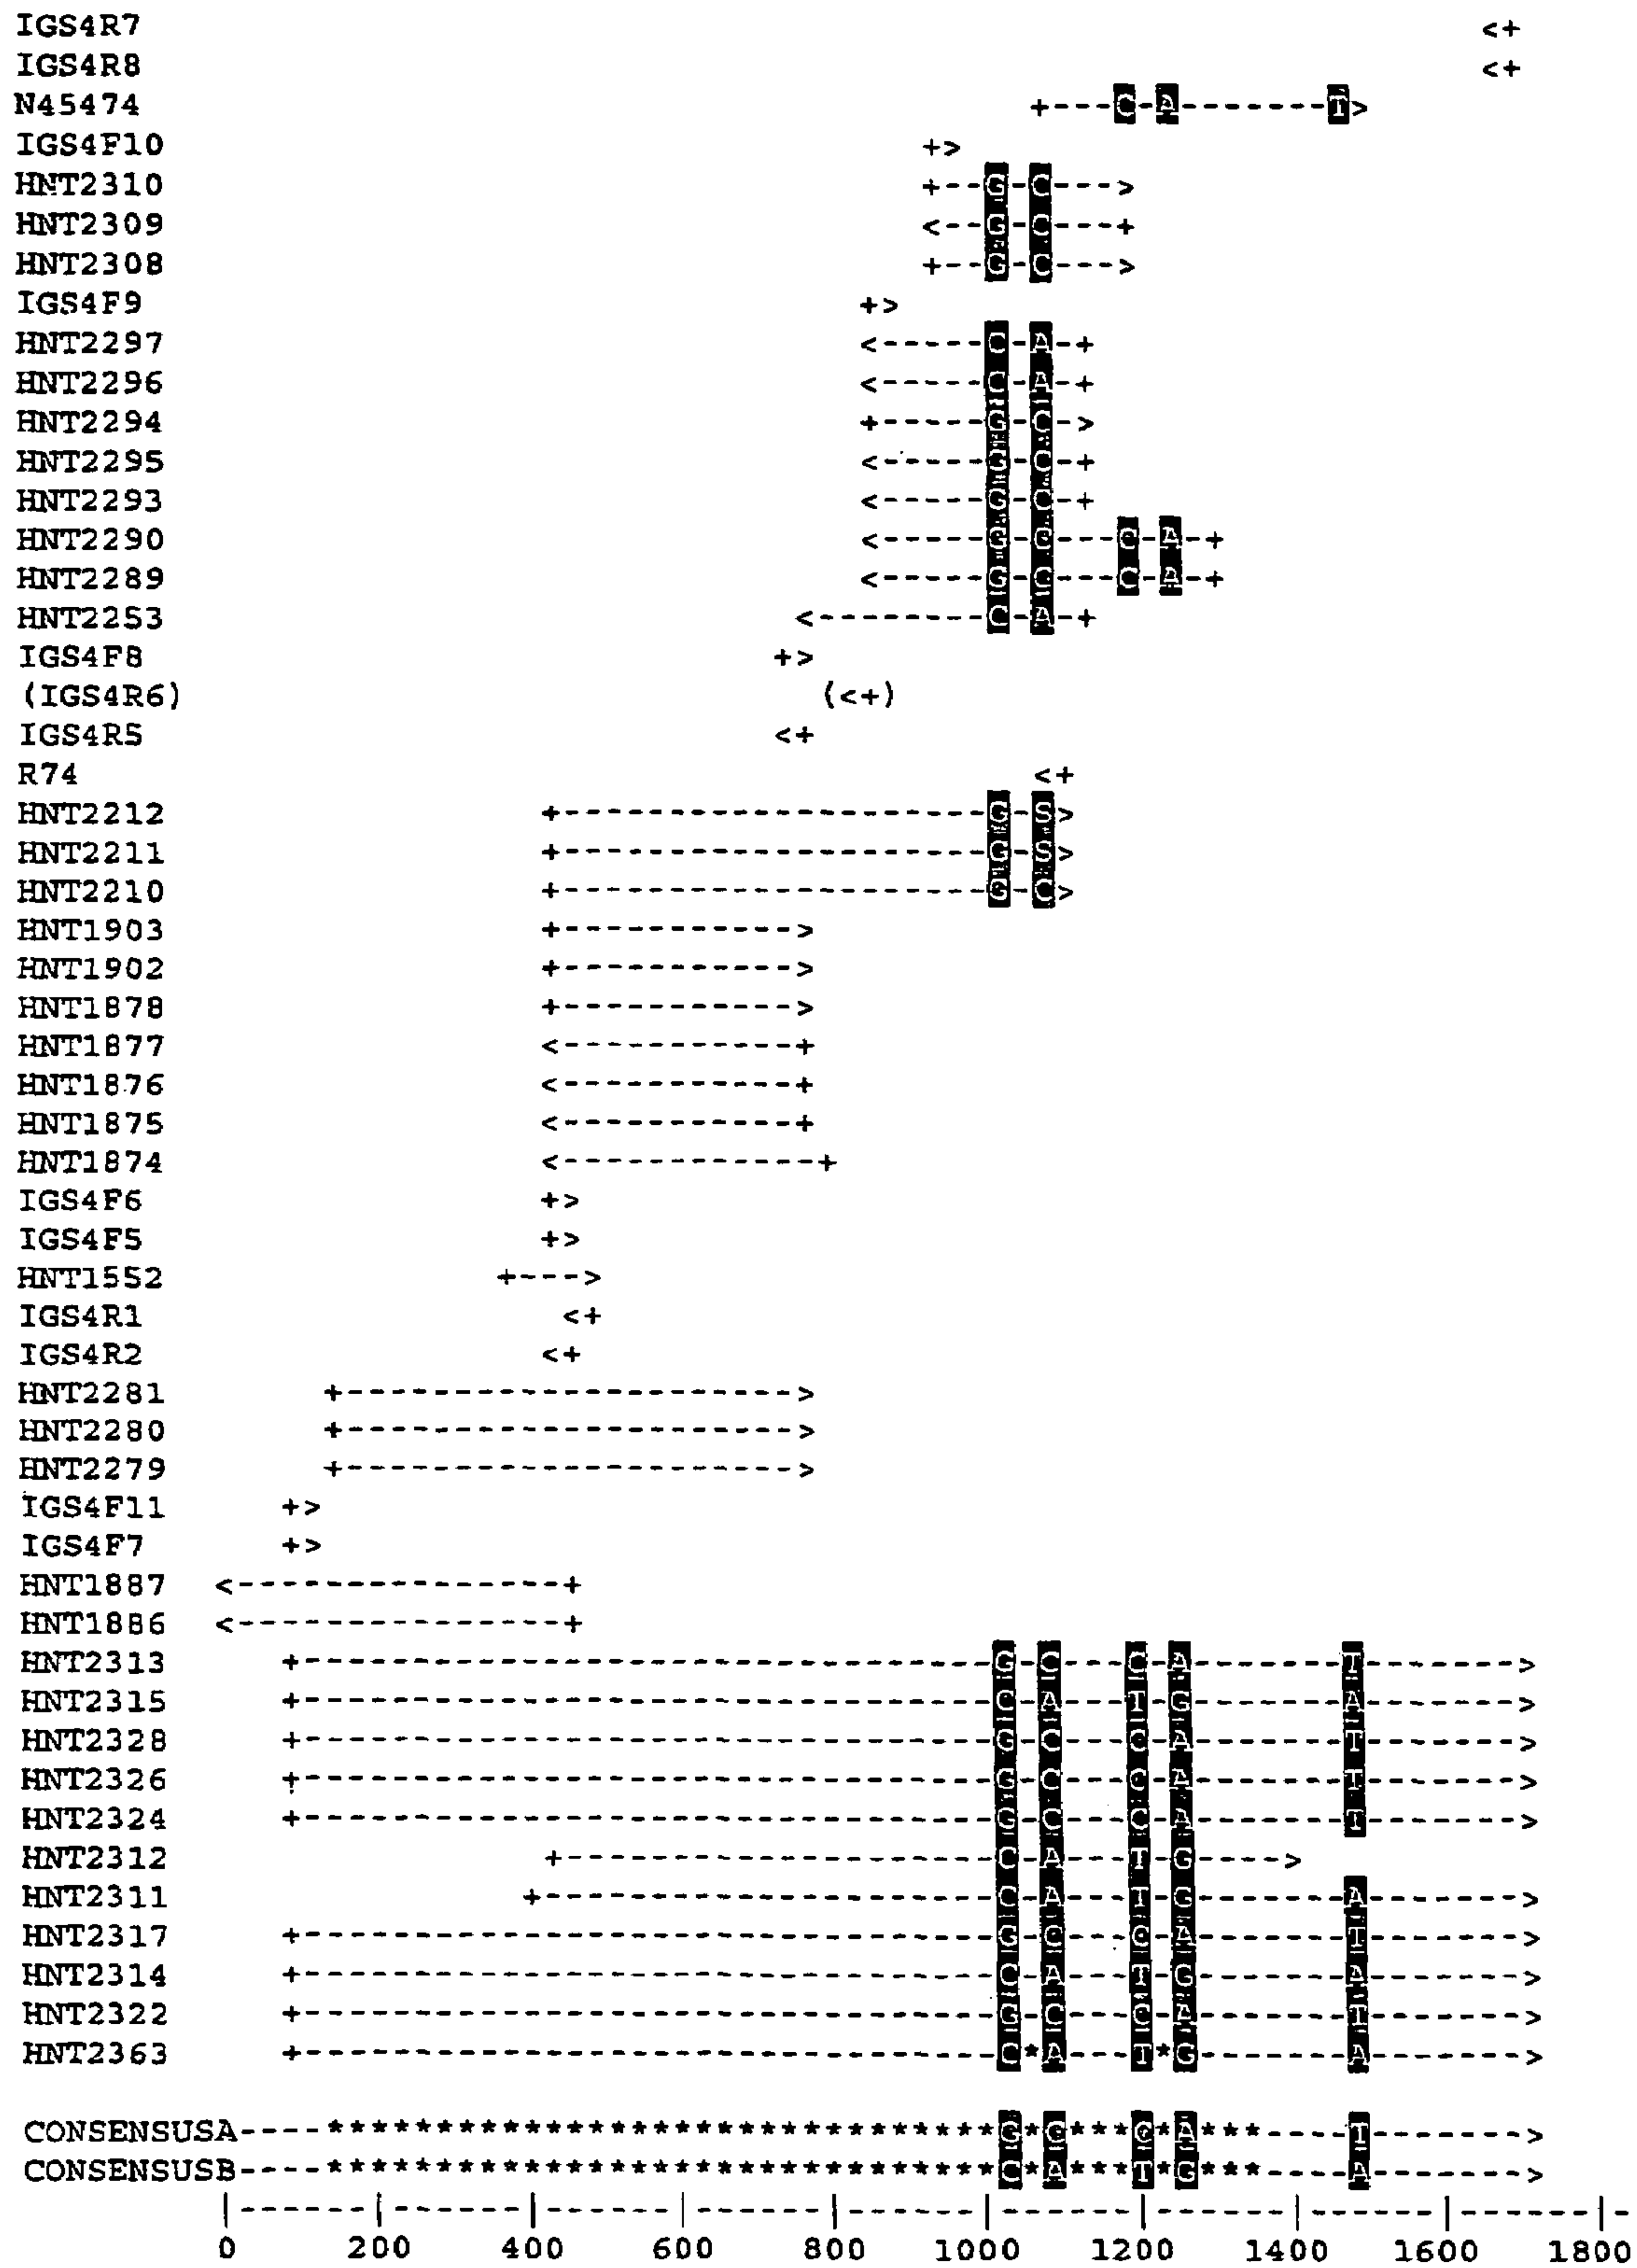 IGS4R7 <+
IGS4R8 <+
N45474 +---C-A-------T>
IGS4F10 +>
HNT2310 +--G-C--->
HNT2309 <--G-C---+
HNT2308 +--G-C--->
IGS4F9 +>
HNT2297 <-----C-A-+
HNT2296 <-----C-A-+
HNT2294 +-----G-C->
HNT2295 <-----G-C-+
HNT2293 <-----G-C-+
HNT2290 <-----G-C---C-A-+
HNT2289 <-----G-C---C-A-+
HNT2253 <--------C-A-+
IGS4F8 +>
(IGS4R6) (<+)
IGS4R5 <+
R74 <+
HNT2212 +--------------------G-S>
HNT2211 +--------------------G-S>
HNT2210 +--------------------G-C>
HNT1903 +----------->
HNT1902 +----------->
HNT1878 +----------->
HNT1877 <-----------+
HNT1876 <-----------+
HNT1875 <-----------+
HNT1874 <------------+
IGS4F6 +>
IGS4F5 +>
HNT1552 +--->
IGS4R1 <+
IGS4R2 <+
HNT2281 +--------------------->
HNT2280 +--------------------->
HNT2279 +--------------------->
IGS4F11 +>
IGS4F7 +>
HNT1887 <---------------+
HNT1886 <---------------+
HNT2313 +--------------------------------G-C---C-A-------T------->
HNT2315 +--------------------------------C-A---T-G-------A------->
HNT2328 +--------------------------------G-C---C-A-------T------->
HNT2326 +--------------------------------G-C---C-A-------T------->
HNT2324 +--------------------------------G-C---C-A-------T------->
HNT2312 +--------------------C-A---T-G---->
HNT2311 +---------------------C-A---T-G-------A------->
HNT2317 +--------------------------------G-C---C-A-------T------->
HNT2314 +--------------------------------C-A---T-G-------A------->
HNT2322 +--------------------------------G-C---C-A-------T------->
HNT2363 +--------------------------------C*A---T*G-------A------->
CONSENSUSA----*******************************G*C***C*A***----T------->
CONSENSUSB----*******************************C*A***T*G***----A------->
|------|------|------|------|------|------|------|------|------|-
0 200 400 600 800 1000 1200 1400 1600 1800